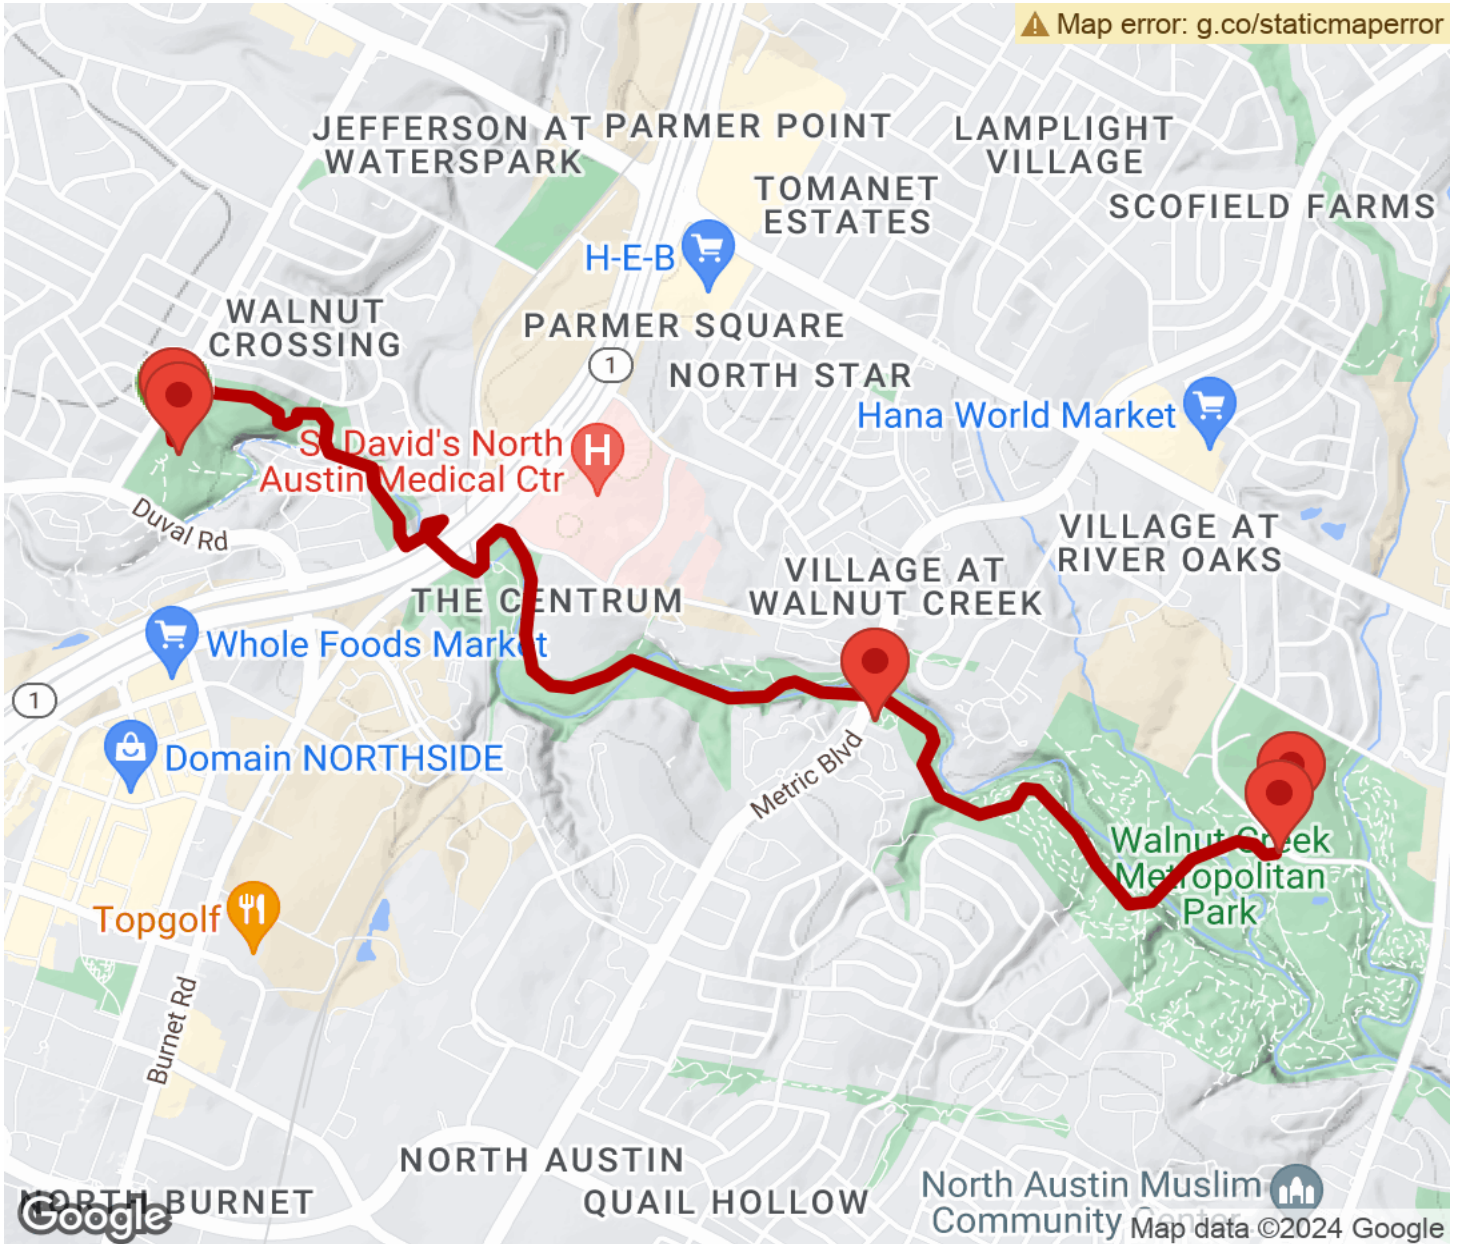 Map error: g.co/staticmaperror
JEFFERSON AT
WATERSPARK
PARMER POINT
LAMPLIGHT
VILLAGE
TOMANET
ESTATES
SCOFIELD FARMS
H-E-B
WALNUT
CROSSING
PARMER SQUARE
1
NORTH STAR
Hana World Market
St. David's North
Austin Medical Ctr
H
Duval Rd
VILLAGE AT
RIVER OAKS
VILLAGE AT
WALNUT CREEK
THE CENTRUM
Whole Foods Market
1
Domain NORTHSIDE
Metric Blvd
Walnut Creek
Metropolitan
Park
Topgolf
Burnet Rd
NORTH AUSTIN
NORTH BURNET
QUAIL HOLLOW
North Austin Muslim
Community Center
Google
Map data ©2024 Google